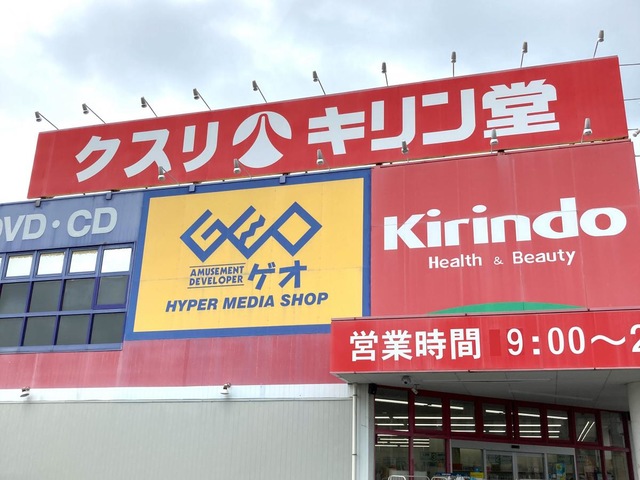 クスリ キリン堂
DVD・CD
GEO
AMUSEMENT
DEVELOPER
ゲオ
HYPER MEDIA SHOP
Kirindo
Health & Beauty
営業時間 9:00〜2